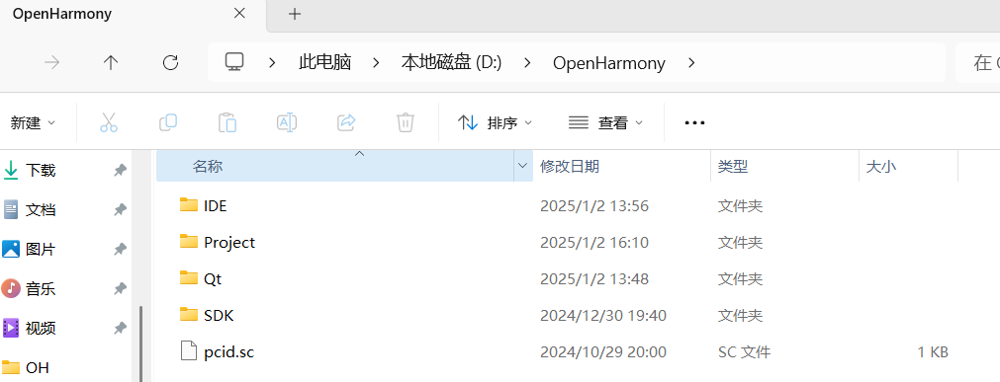 OpenHarmony
此电脑 本地磁盘 (D:) OpenHarmony 在
新建 排序 查看
名称 修改日期 类型 大小
下载
文档
图片
音乐
视频
OH
IDE 2025/1/2 13:56 文件夹
Project 2025/1/2 16:10 文件夹
Qt 2025/1/2 13:48 文件夹
SDK 2024/12/30 19:40 文件夹
pcid.sc 2024/10/29 20:00 SC 文件 1 KB